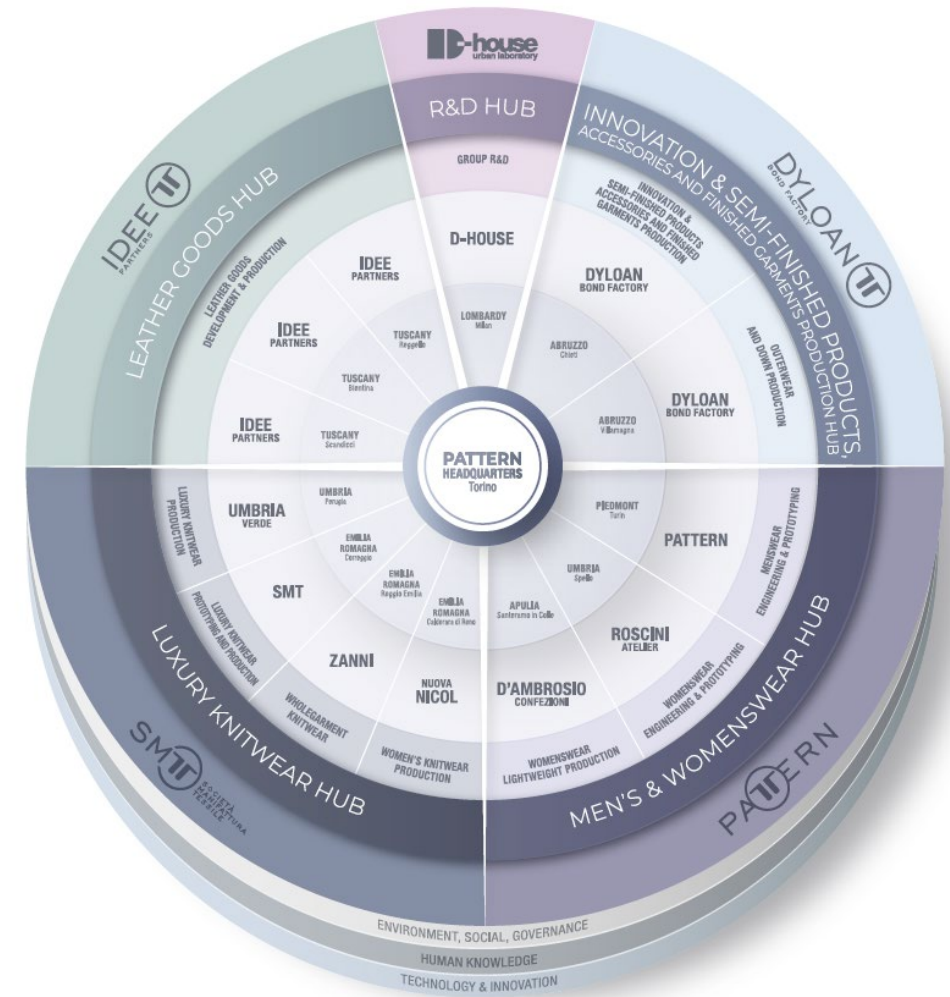 D-house
urban laboratory
R&D HUB
GROUP R&D
D-HOUSE
LOMBARDY
Milan
DYLOAN
BOND FACTORY
INNOVATION & SEMI-FINISHED PRODUCTS,
ACCESSORIES AND FINISHED GARMENTS PRODUCTION HUB
INNOVATION &
SEMI-FINISHED PRODUCTS
ACCESSORIES AND FINISHED
GARMENTS PRODUCTION
DYLOAN
BOND FACTORY
ABRUZZO
Chieti
OUTERWEAR
AND DOWN PRODUCTION
DYLOAN
BOND FACTORY
ABRUZZO
Villamagna
PATTERN
MEN'S & WOMENSWEAR HUB
MENSWEAR
ENGINEERING & PROTOTYPING
PATTERN
PIEDMONT
Turin
WOMENSWEAR
ENGINEERING & PROTOTYPING
ROSCINI
ATELIER
UMBRIA
Spello
WOMENSWEAR
LIGHTWEIGHT PRODUCTION
D'AMBROSIO
CONFEZIONI
APULIA
Santeramo in Colle
SMT
SOCIETÀ
MANIFATTURA
TESSILE
LUXURY KNITWEAR HUB
WOMEN'S KNITWEAR
PRODUCTION
NUOVA
NICOL
EMILIA
ROMAGNA
Calderara di Reno
WHOLEGARMENT
KNITWEAR
ZANNI
EMILIA
ROMAGNA
Reggio Emilia
LUXURY KNITWEAR
PROTOTYPING AND PRODUCTION
SMT
EMILIA
ROMAGNA
Correggio
LUXURY KNITWEAR
PRODUCTION
UMBRIA
VERDE
UMBRIA
Perugia
IDEE
PARTNERS
LEATHER GOODS HUB
LEATHER GOODS
DEVELOPMENT & PRODUCTION
IDEE
PARTNERS
TUSCANY
Scandicci
IDEE
PARTNERS
TUSCANY
Bientina
IDEE
PARTNERS
TUSCANY
Reggello
PATTERN
HEADQUARTERS
Torino
ENVIRONMENT, SOCIAL, GOVERNANCE
HUMAN KNOWLEDGE
TECHNOLOGY & INNOVATION